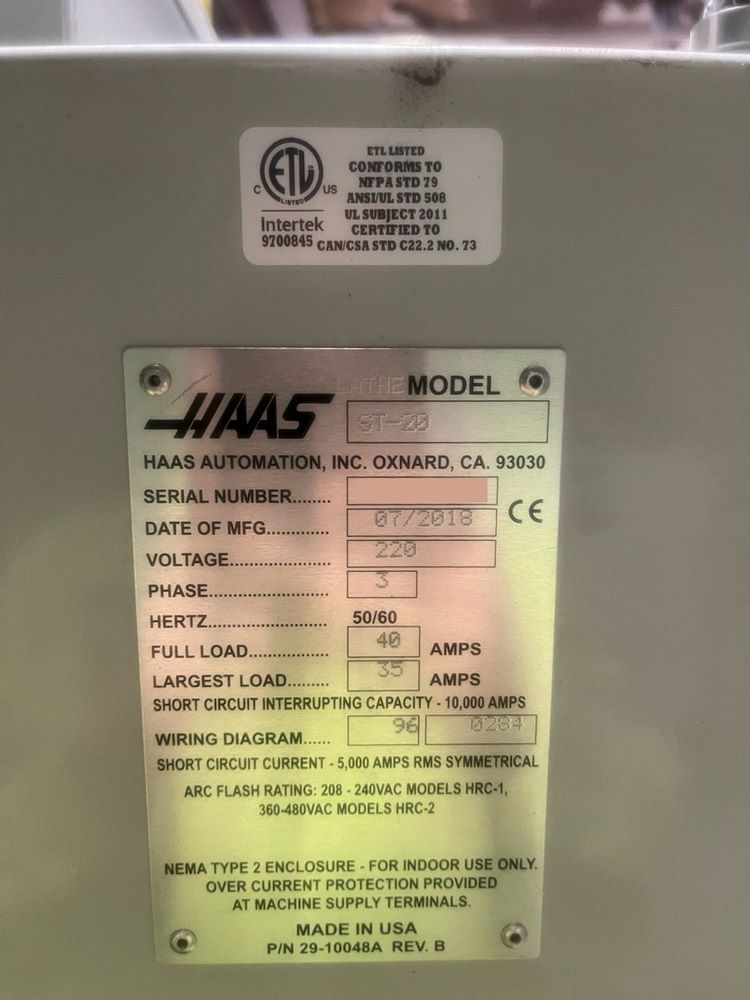 ETL LISTED
CONFORMS TO
NFPA STD 79
ANSI/UL STD 508
UL SUBJECT 2011
CERTIFIED TO
CAN/CSA STD C22.2 NO. 73
C ETL US
LISTED
Intertek
9700845
LATHE MODEL
HAAS ST-20
HAAS AUTOMATION, INC. OXNARD, CA. 93030
SERIAL NUMBER........
DATE OF MFG............. 07/2018 CE
VOLTAGE..................... 220
PHASE......................... 3
HERTZ......................... 50/60
FULL LOAD................. 40 AMPS
LARGEST LOAD......... 35 AMPS
SHORT CIRCUIT INTERRUPTING CAPACITY - 10,000 AMPS
WIRING DIAGRAM...... 96 0284
SHORT CIRCUIT CURRENT - 5,000 AMPS RMS SYMMETRICAL
ARC FLASH RATING: 208 - 240VAC MODELS HRC-1,
360-480VAC MODELS HRC-2
NEMA TYPE 2 ENCLOSURE - FOR INDOOR USE ONLY.
OVER CURRENT PROTECTION PROVIDED
AT MACHINE SUPPLY TERMINALS.
MADE IN USA
P/N 29-10048A REV. B